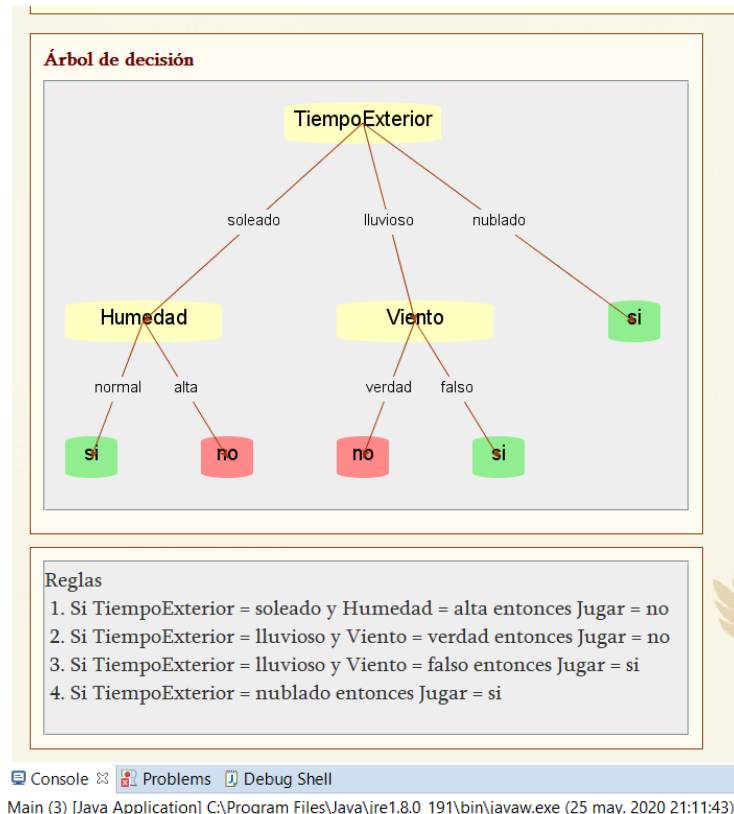 Árbol de decisión
TiempoExterior
soleado lluvioso nublado
Humedad Viento si
normal alta verdad falso
si no no si
Reglas
1. Si TiempoExterior = soleado y Humedad = alta entonces Jugar = no
2. Si TiempoExterior = lluvioso y Viento = verdad entonces Jugar = no
3. Si TiempoExterior = lluvioso y Viento = falso entonces Jugar = si
4. Si TiempoExterior = nublado entonces Jugar = si
Console Problems Debug Shell
Main (3) [Java Application] C:\Program Files\Java\jre1.8.0_191\bin\javaw.exe (25 may. 2020 21:11:43)